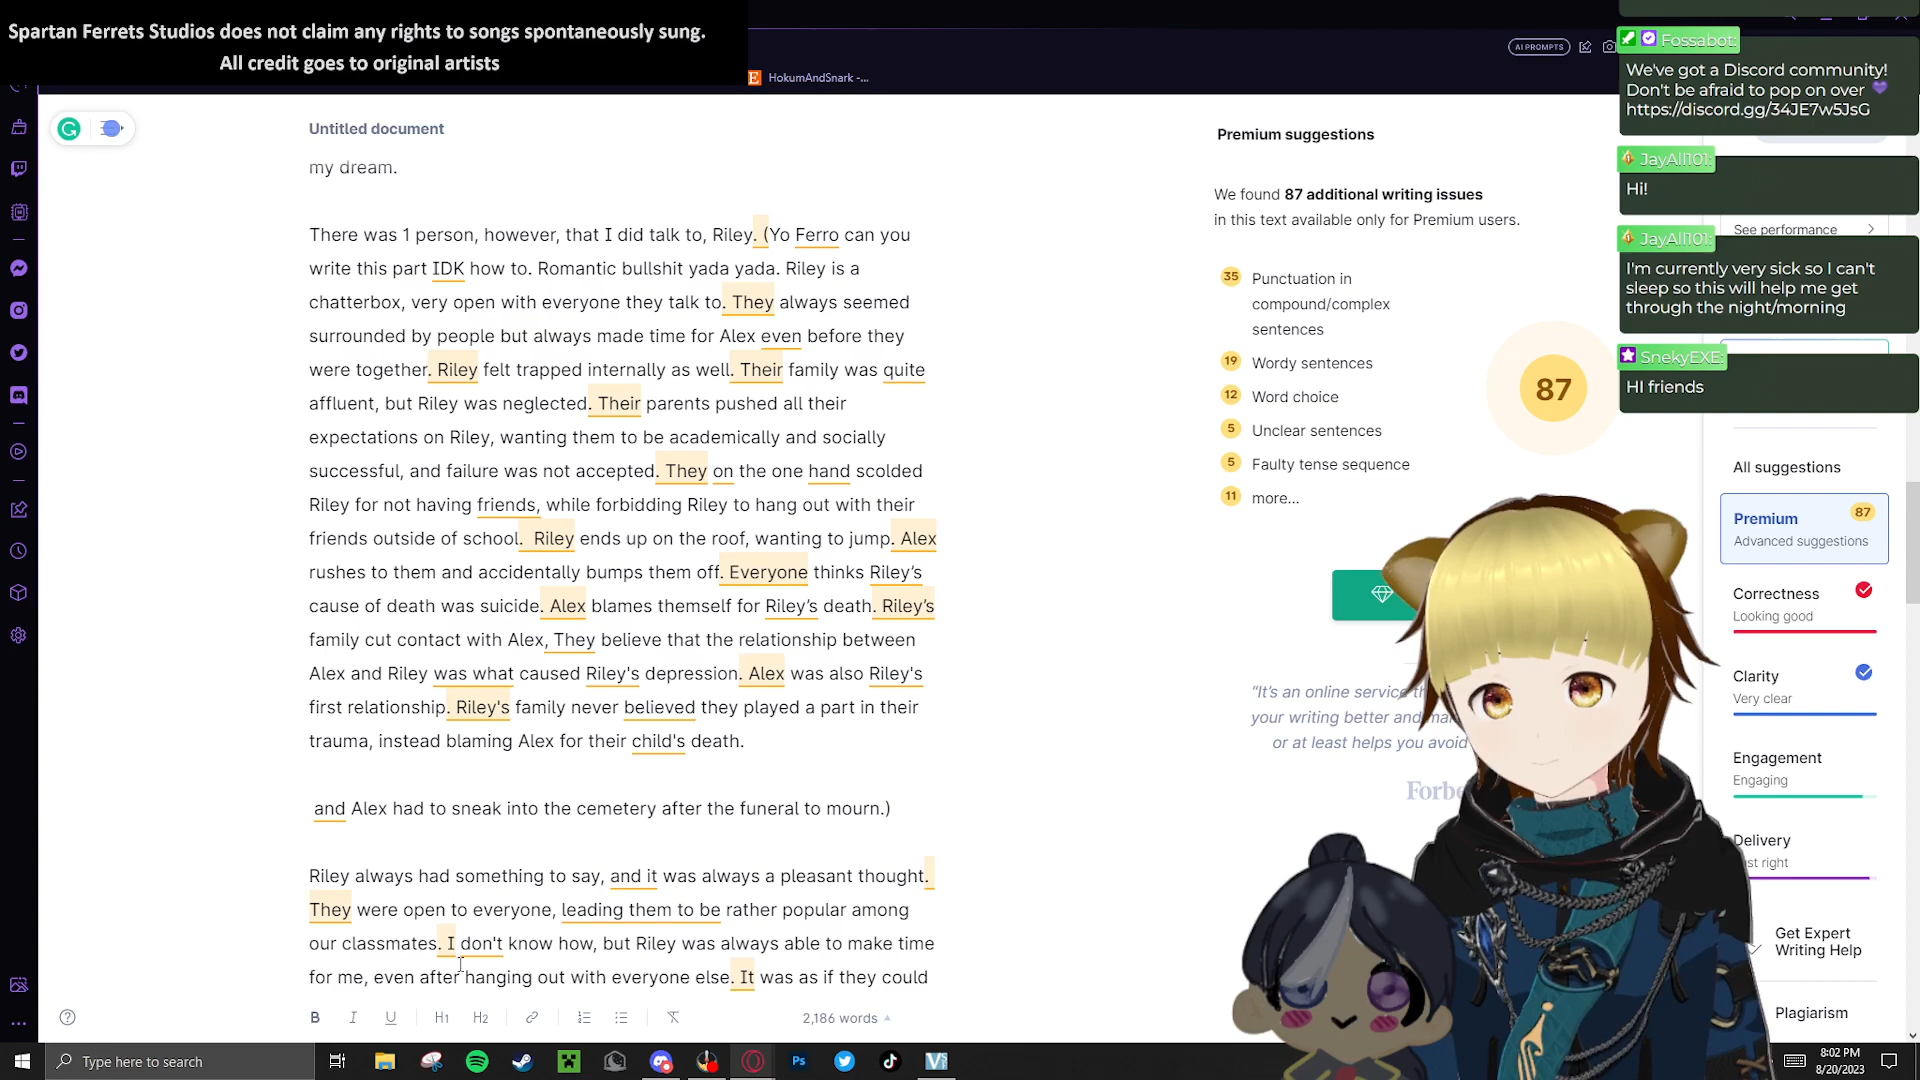 Spartan Ferrets Studios does not claim any rights to songs spontaneously sung.
All credit goes to original artists
HokumAndSnark -...
AI PROMPTS
Untitled document
my dream.
There was 1 person, however, that I did talk to, Riley. (Yo Ferro can you
write this part IDK how to. Romantic bullshit yada yada. Riley is a
chatterbox, very open with everyone they talk to. They always seemed
surrounded by people but always made time for Alex even before they
were together. Riley felt trapped internally as well. Their family was quite
affluent, but Riley was neglected. Their parents pushed all their
expectations on Riley, wanting them to be academically and socially
successful, and failure was not accepted. They on the one hand scolded
Riley for not having friends, while forbidding Riley to hang out with their
friends outside of school.  Riley ends up on the roof, wanting to jump. Alex
rushes to them and accidentally bumps them off. Everyone thinks Riley’s
cause of death was suicide. Alex blames themself for Riley’s death. Riley’s
family cut contact with Alex, They believe that the relationship between
Alex and Riley was what caused Riley's depression. Alex was also Riley's
first relationship. Riley's family never believed they played a part in their
trauma, instead blaming Alex for their child's death.
and Alex had to sneak into the cemetery after the funeral to mourn.)
Riley always had something to say, and it was always a pleasant thought.
They were open to everyone, leading them to be rather popular among
our classmates. I don't know how, but Riley was always able to make time
for me, even after hanging out with everyone else. It was as if they could
B I U H1 H2
2,186 words
Premium suggestions
We found 87 additional writing issues
in this text available only for Premium users.
35 Punctuation in
compound/complex
sentences
19 Wordy sentences
12 Word choice
5 Unclear sentences
5 Faulty tense sequence
11 more...
87
“It's an online service th
your writing better and
or at least helps you avoid
Forbe
Fossabot:
We've got a Discord community!
Don't be afraid to pop on over
https://discord.gg/34JE7w5JsG
JayAll101:
Hi!
See performance
JayAll101:
I'm currently very sick so I can't
sleep so this will help me get
through the night/morning
SnekyEXE:
HI friends
All suggestions
Premium 87
Advanced suggestions
Correctness
Looking good
Clarity
Very clear
Engagement
Engaging
Delivery
st right
Get Expert
Writing Help
Plagiarism
Type here to search
Ps
8:02 PM
8/20/2023